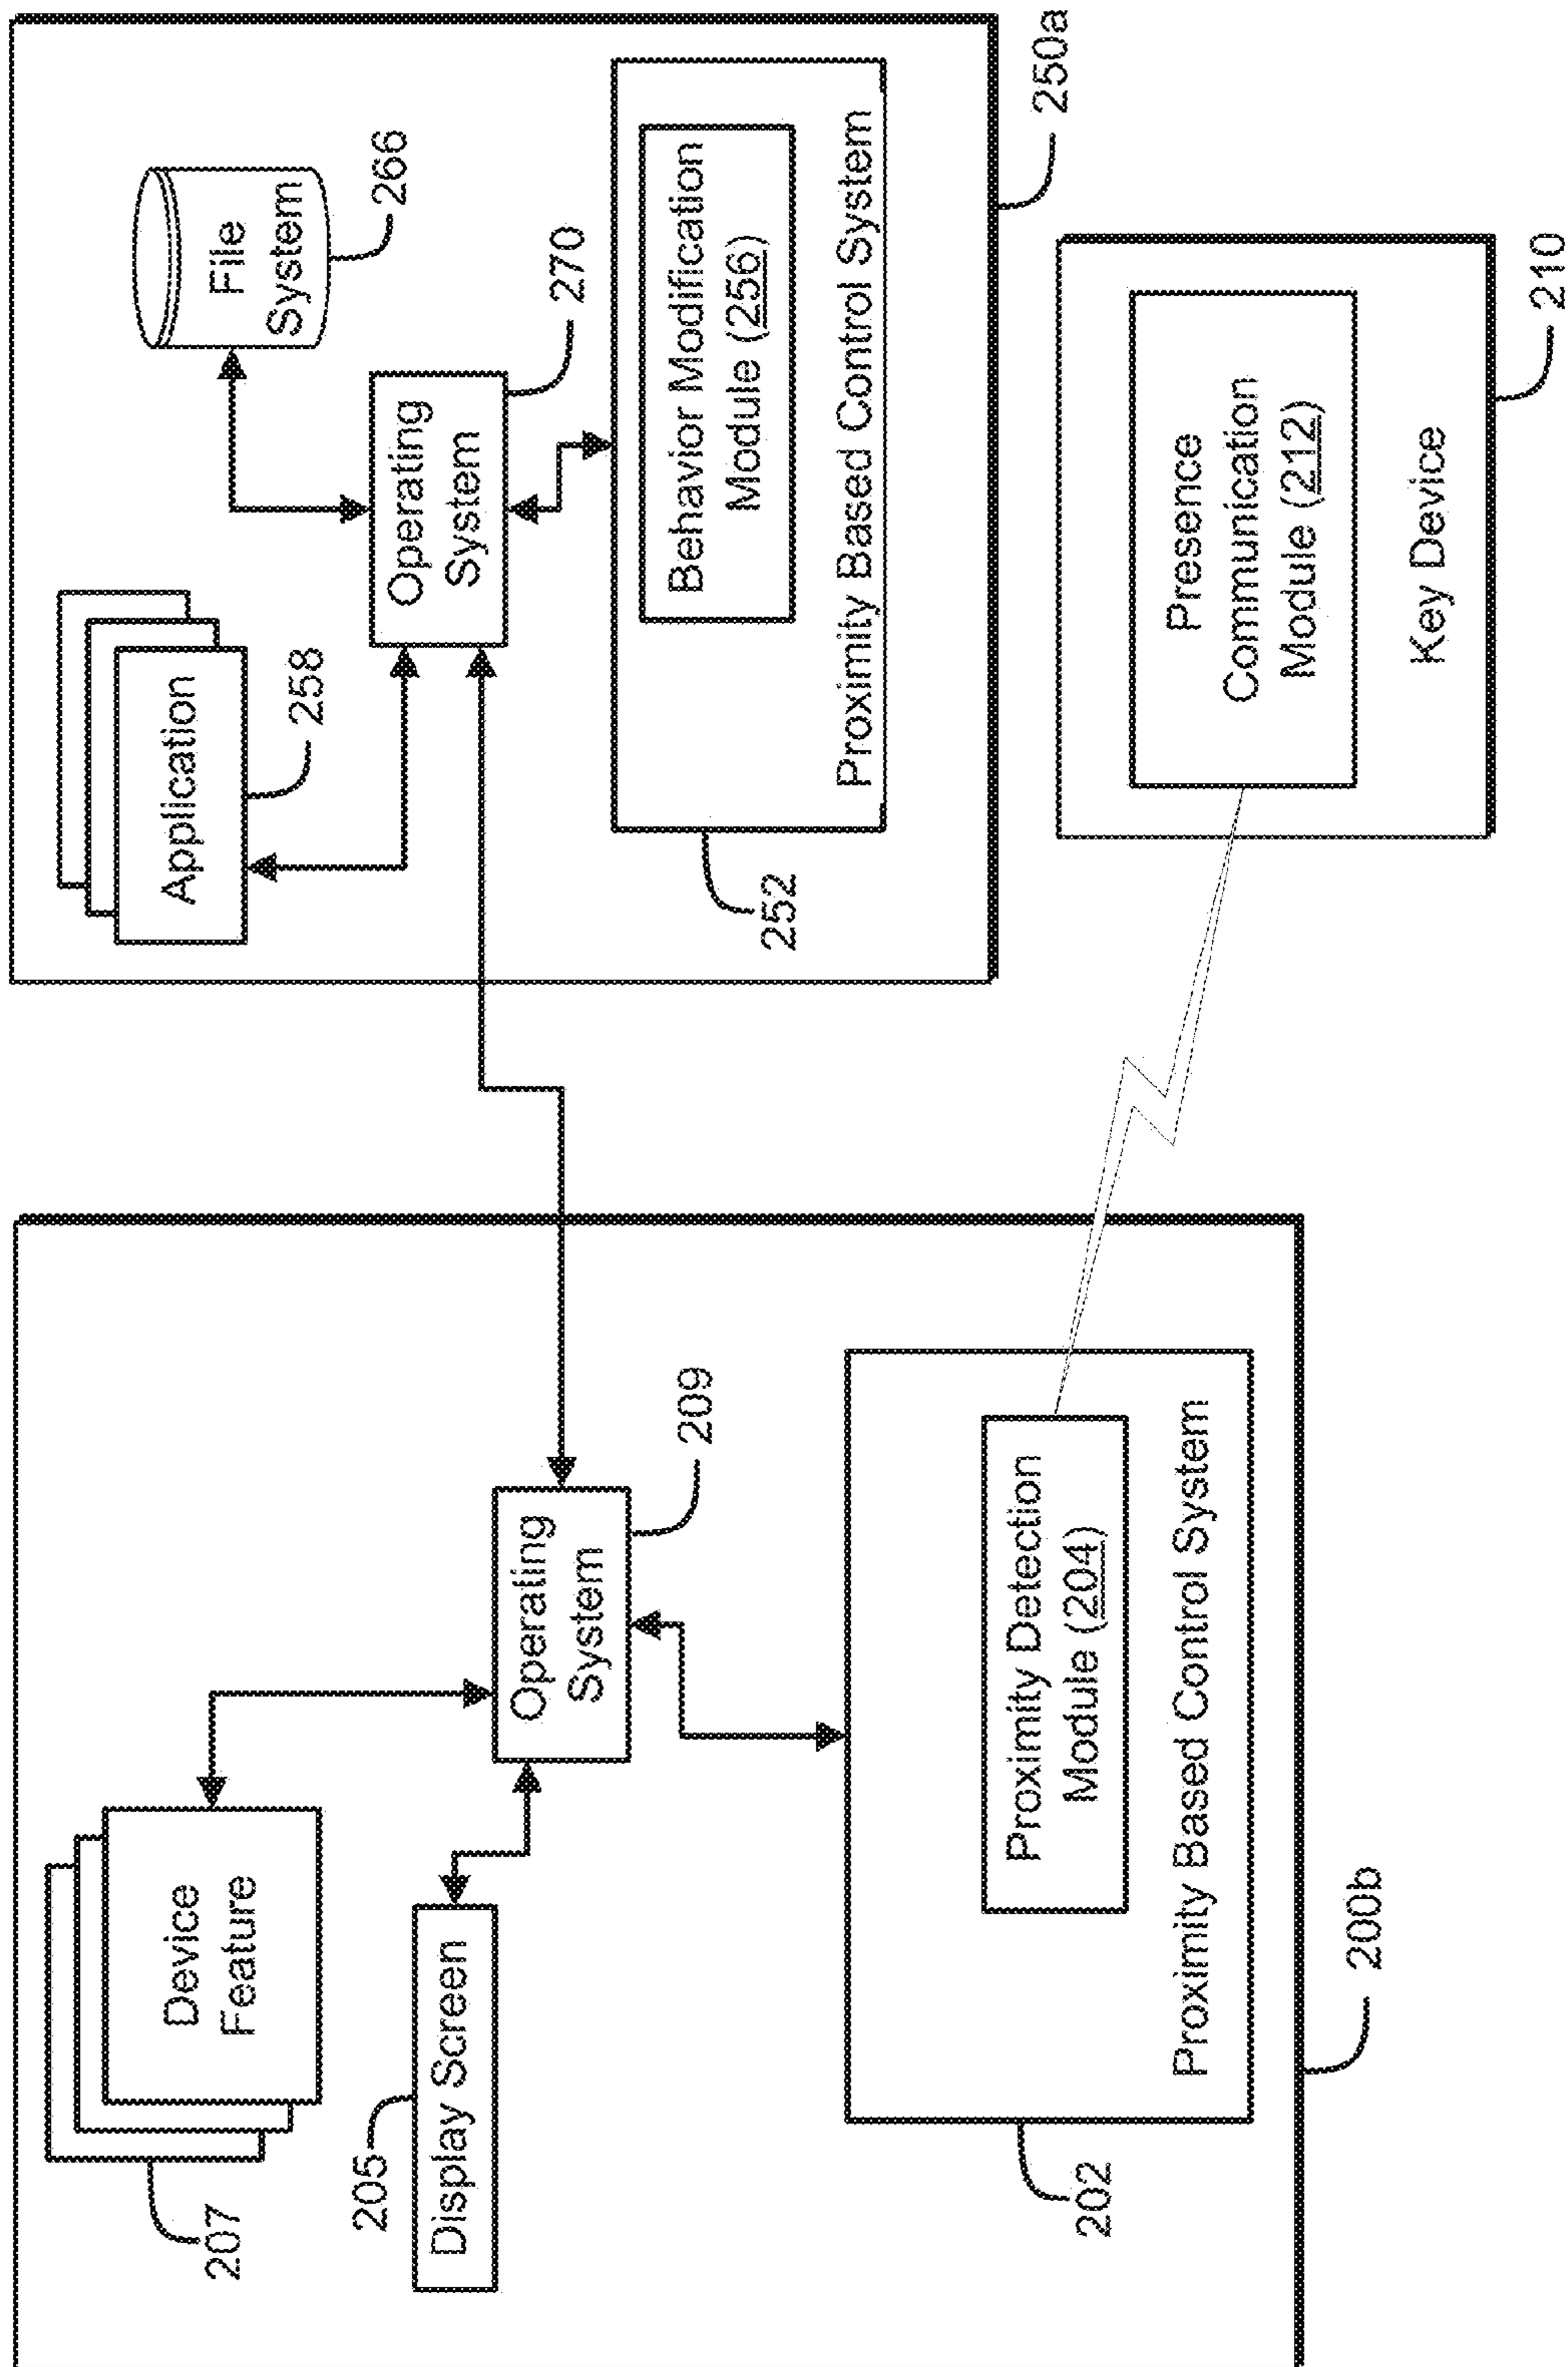 Device
Feature
207
205
Display Screen
Operating
System
209
Proximity Detection
Module (204)
Proximity Based Control System
202
200b
Application
258
File
System
266
Operating
System
270
Behavior Modification
Module (256)
Proximity Based Control System
252
250a
Presence
Communication
Module (212)
Key Device
210